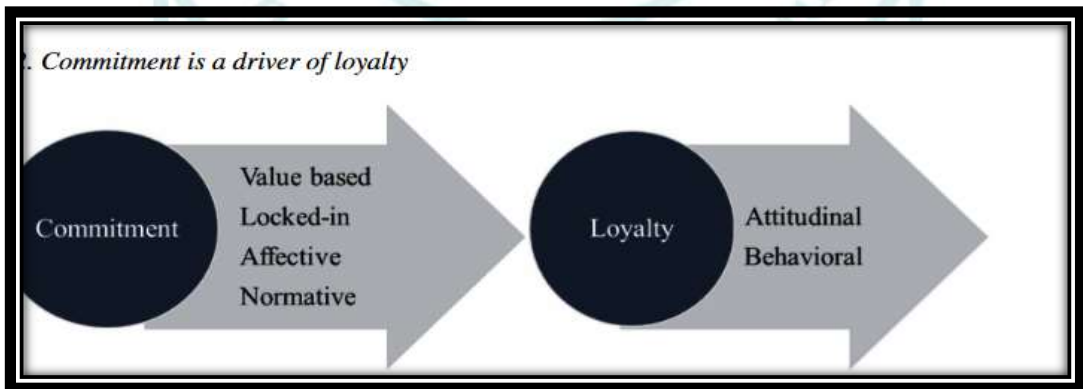 . Commitment is a driver of loyalty
Commitment
Value based
Locked-in
Affective
Normative
Loyalty
Attitudinal
Behavioral